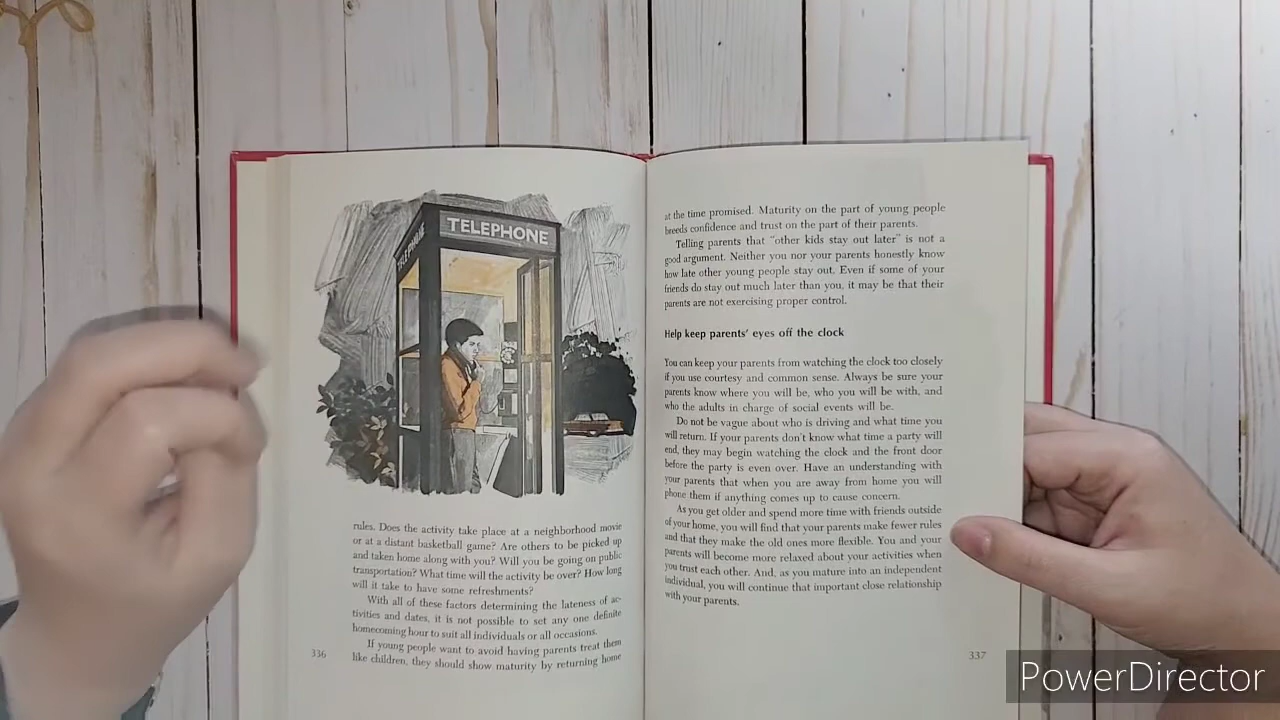 TELEPHONE
TELEPHONE
rules. Does the activity take place at a neighborhood movie
or at a distant basketball game? Are others to be picked up
and taken home along with you? Will you be going on public
transportation? What time will the activity be over? How long
will it take to have some refreshments?
With all of these factors determining the lateness of ac-
tivities and dates, it is not possible to set any one definite
homecoming hour to suit all individuals or all occasions.
If young people want to avoid having parents treat them
like children, they should show maturity by returning home
336
at the time promised. Maturity on the part of young people
breeds confidence and trust on the part of their parents.
Telling parents that “other kids stay out later” is not a
good argument. Neither you nor your parents honestly know
how late other young people stay out. Even if some of your
friends do stay out much later than you, it may be that their
parents are not exercising proper control.
Help keep parents' eyes off the clock
You can keep your parents from watching the clock too closely
if you use courtesy and common sense. Always be sure your
parents know where you will be, who you will be with, and
who the adults in charge of social events will be.
Do not be vague about who is driving and what time you
will return. If your parents don't know what time a party will
end, they may begin watching the clock and the front door
before the party is even over. Have an understanding with
your parents that when you are away from home you will
phone them if anything comes up to cause concern.
As you get older and spend more time with friends outside
of your home, you will find that your parents make fewer rules
and that they make the old ones more flexible. You and your
parents will become more relaxed about your activities when
you trust each other. And, as you mature into an independent
individual, you will continue that important close relationship
with your parents.
337
PowerDirector